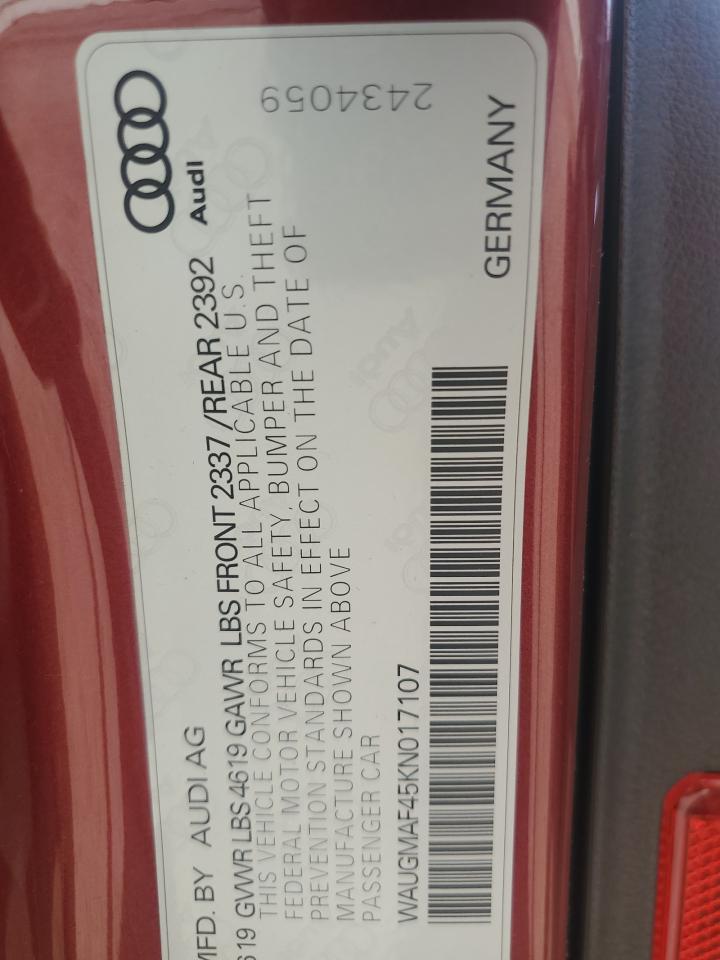 Audi
MFD. BY AUDI AG
619 GVWR LBS 4619 GAWR LBS FRONT 2337 /REAR 2392
THIS VEHICLE CONFORMS TO ALL APPLICABLE U.S.
FEDERAL MOTOR VEHICLE SAFETY, BUMPER AND THEFT
PREVENTION STANDARDS IN EFFECT ON THE DATE OF
MANUFACTURE SHOWN ABOVE
PASSENGER CAR
WAUGMAF45KN017107
GERMANY
2434059